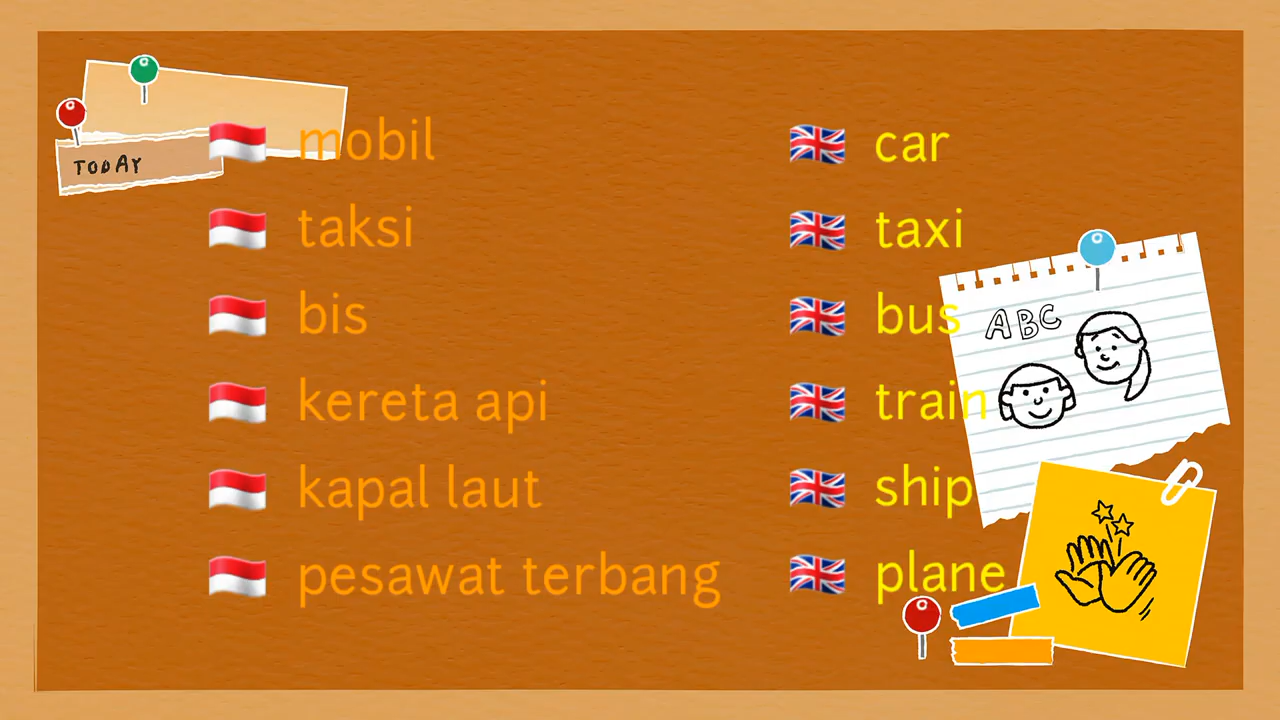 TODAY
mobil car
taksi taxi
bis bus
ABC
kereta api train
kapal laut ship
pesawat terbang plane